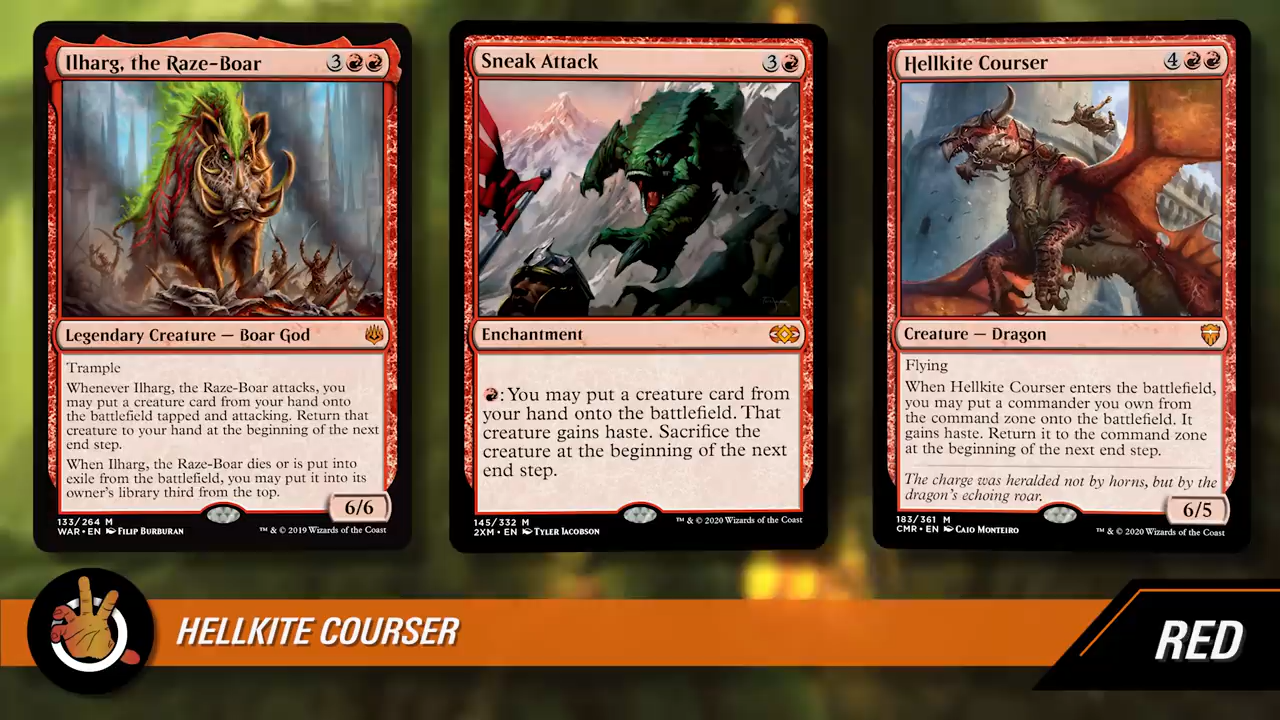 Ilharg, the Raze-Boar 3
Legendary Creature — Boar God
Trample
Whenever Ilharg, the Raze-Boar attacks, you
may put a creature card from your hand onto
the battlefield tapped and attacking. Return that
creature to your hand at the beginning of the next
end step.
When Ilharg, the Raze-Boar dies or is put into
exile from the battlefield, you may put it into its
owner's library third from the top.
6/6
133/264 M
WAR • EN Filip Burburan
™ & © 2019 Wizards of the Coast
Sneak Attack 3
Enchantment
: You may put a creature card from
your hand onto the battlefield. That
creature gains haste. Sacrifice the
creature at the beginning of the next
end step.
145/332 M
2XM • EN Tyler Jacobson
™ & © 2020 Wizards of the Coast
Hellkite Courser 4
Creature — Dragon
Flying
When Hellkite Courser enters the battlefield,
you may put a commander you own from
the command zone onto the battlefield. It
gains haste. Return it to the command zone
at the beginning of the next end step.
The charge was heralded not by horns, but by the
dragon's echoing roar.
6/5
183/361 M
CMR • EN Caio Monteiro
™ & © 2020 Wizards of the Coast
HELLKITE COURSER
RED